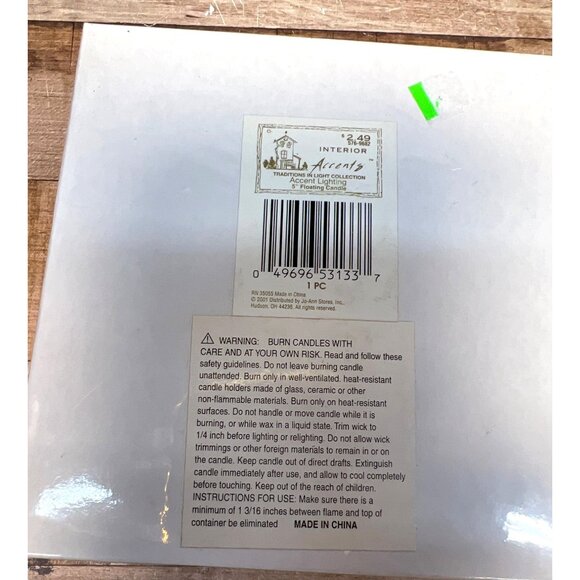 $ 2.49
576-9682
INTERIOR
Accents™
TRADITIONS IN LIGHT COLLECTION
Accent Lighting
5" Floating Candle
0 49696 53133 7
1 PC
RN 35055 Made in China
© 2001 Distributed by Jo-Ann Stores, Inc.,
Hudson, OH 44236. All rights reserved.
⚠ WARNING: BURN CANDLES WITH
CARE AND AT YOUR OWN RISK. Read and follow these
safety guidelines. Do not leave burning candle
unattended. Burn only in well-ventilated, heat-resistant
candle holders made of glass, ceramic or other
non-flammable materials. Burn only on heat-resistant
surfaces. Do not handle or move candle while it is
burning, or while wax in a liquid state. Trim wick to
1/4 inch before lighting or relighting. Do not allow wick
trimmings or other foreign materials to remain in or on
the candle. Keep candle out of direct drafts. Extinguish
candle immediately after use, and allow to cool completely
before touching. Keep out of the reach of children.
INSTRUCTIONS FOR USE: Make sure there is a
minimum of 1 3/16 inches between flame and top of
container be eliminated MADE IN CHINA